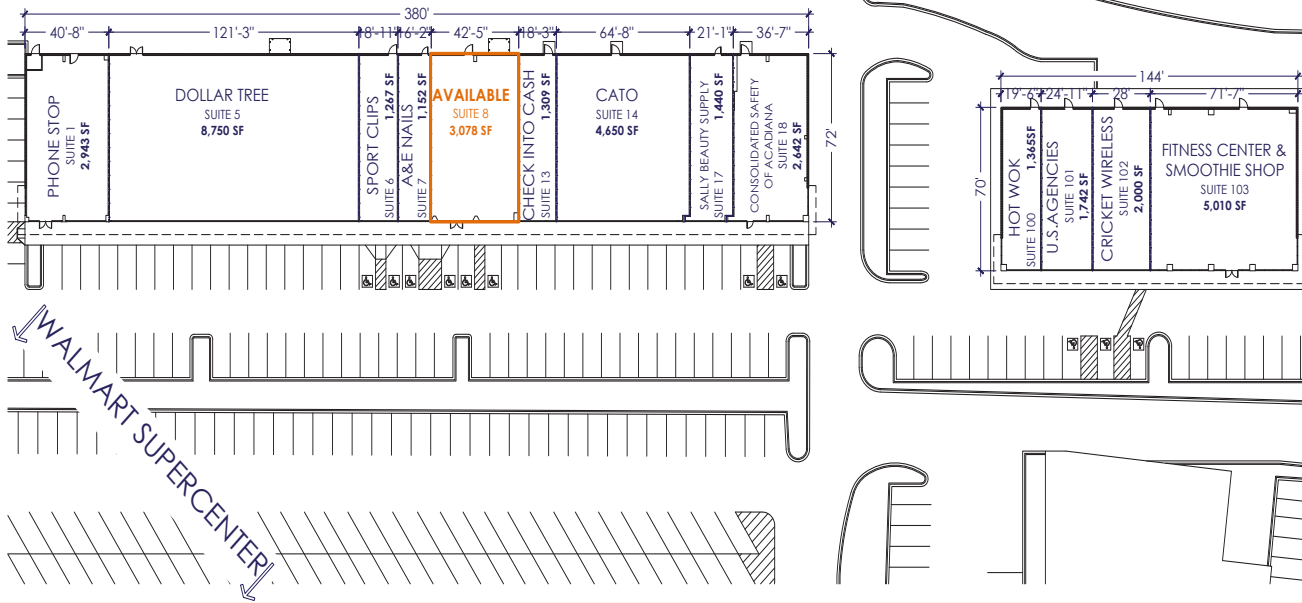 380'
40'-8"
121'-3"
18'-11"
16'-2"
42'-5"
18'-3"
64'-8"
21'-1"
36'-7"
PHONE STOP
SUITE 1
2,943 SF
DOLLAR TREE
SUITE 5
8,750 SF
SPORT CLIPS
SUITE 6
1,267 SF
A&E NAILS
SUITE 7
1,152 SF
AVAILABLE
SUITE 8
3,078 SF
CHECK INTO CASH
SUITE 13
1,309 SF
CATO
SUITE 14
4,650 SF
SALLY BEAUTY SUPPLY
SUITE 17
1,440 SF
CONSOLIDATED SAFETY
OF ACADIANA
SUITE 18
2,642 SF
72'
144'
19'-6"
24'-11"
28'
71'-7"
70'
HOT WOK
SUITE 100
1,365SF
U.S.AGENCIES
SUITE 101
1,742 SF
CRICKET WIRELESS
SUITE 102
2,000 SF
FITNESS CENTER &
SMOOTHIE SHOP
SUITE 103
5,010 SF
WALMART SUPERCENTER